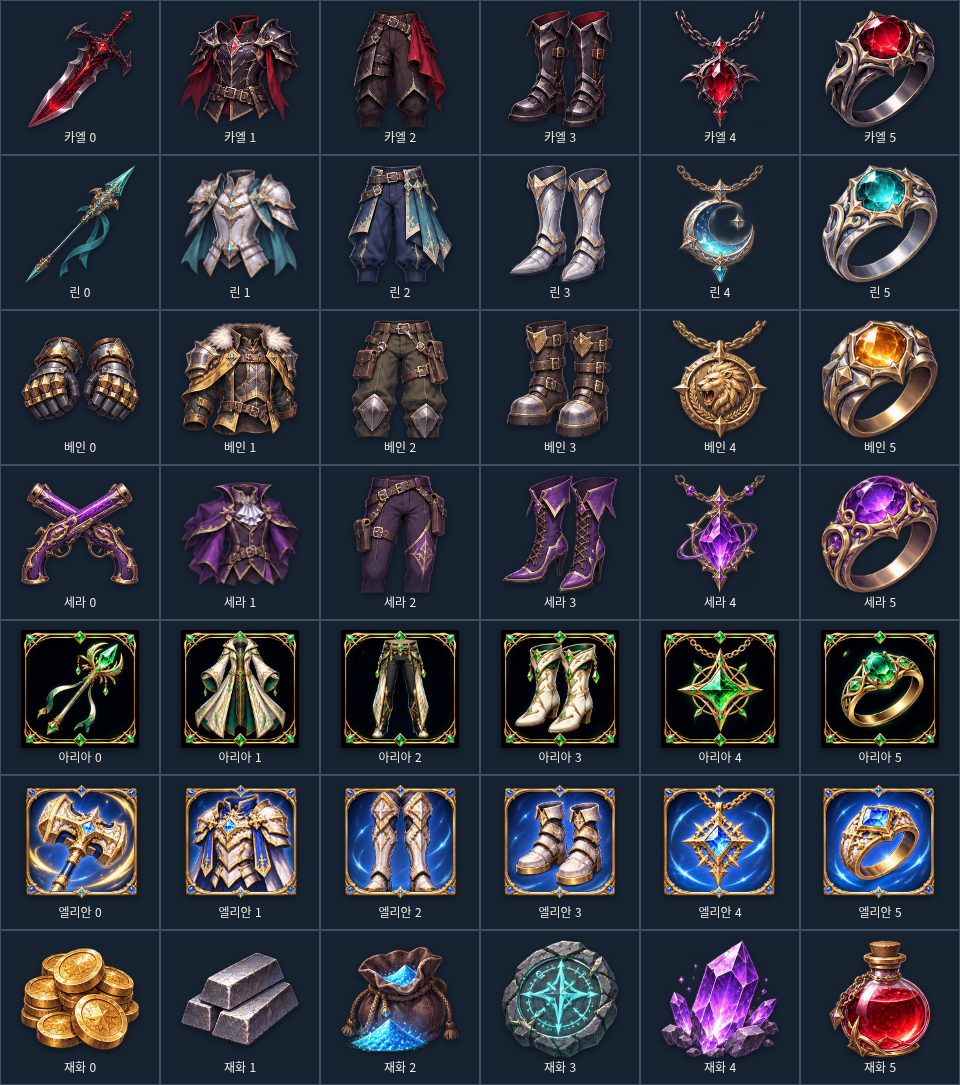 카엘 0
카엘 1
카엘 2
카엘 3
카엘 4
카엘 5
린 0
린 1
린 2
린 3
린 4
린 5
베인 0
베인 1
베인 2
베인 3
베인 4
베인 5
세라 0
세라 1
세라 2
세라 3
세라 4
세라 5
아리아 0
아리아 1
아리아 2
아리아 3
아리아 4
아리아 5
엘리안 0
엘리안 1
엘리안 2
엘리안 3
엘리안 4
엘리안 5
재화 0
재화 1
재화 2
재화 3
재화 4
재화 5